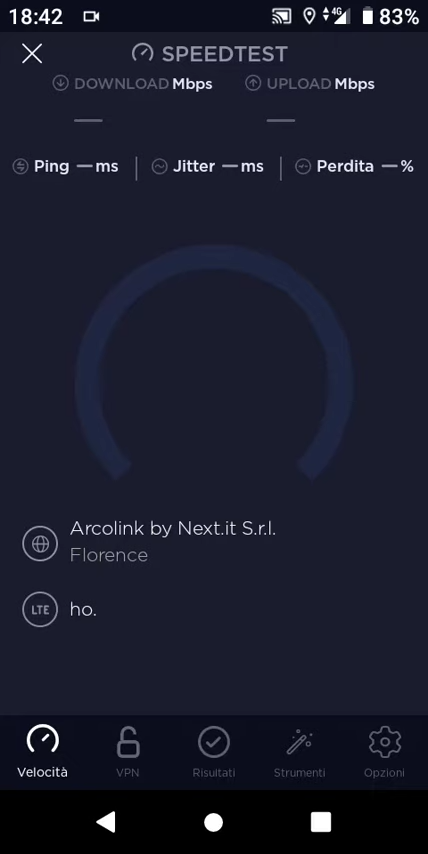 18:42 4G 83%
SPEEDTEST
DOWNLOAD Mbps UPLOAD Mbps
— —
Ping — ms Jitter — ms Perdita — %
Arcolink by Next.it S.r.l.
Florence
LTE ho.
Velocità VPN Risultati Strumenti Opzioni